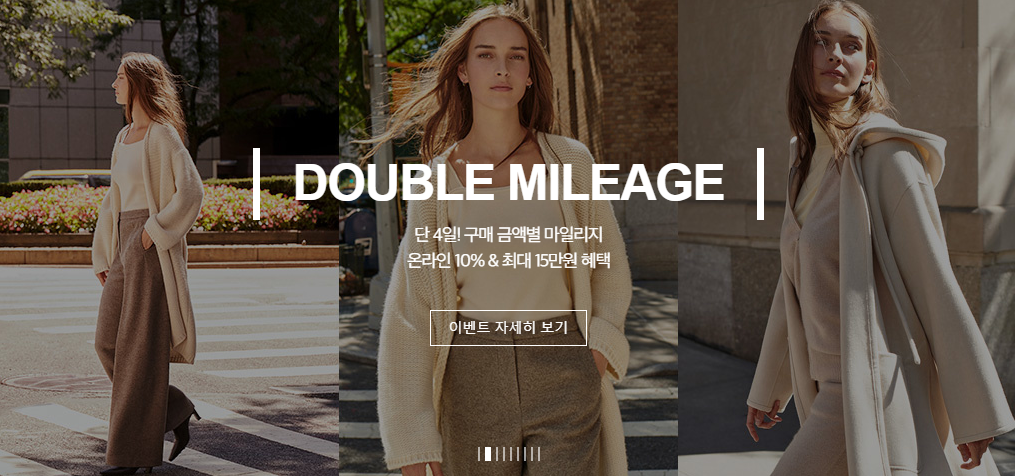 DOUBLE MILEAGE
단 4일! 구매 금액별 마일리지
온라인 10% & 최대 15만원 혜택
이벤트 자세히 보기